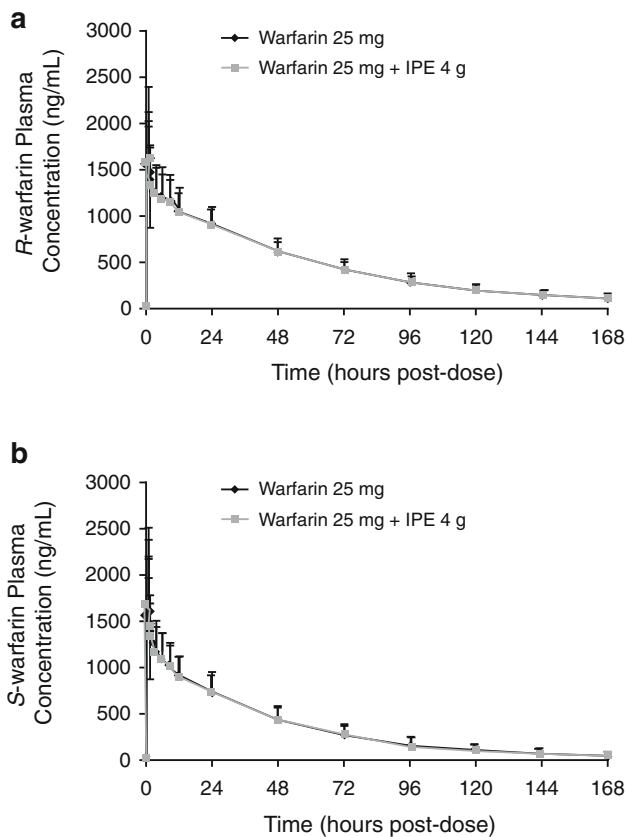 a
3000
2500
2000
1500
1000
500
0
R-warfarin Plasma
Concentration (ng/mL)
Warfarin 25 mg
Warfarin 25 mg + IPE 4 g
0 24 48 72 96 120 144 168
Time (hours post-dose)
b
3000
2500
2000
1500
1000
500
0
S-warfarin Plasma
Concentration (ng/mL)
Warfarin 25 mg
Warfarin 25 mg + IPE 4 g
0 24 48 72 96 120 144 168
Time (hours post-dose)